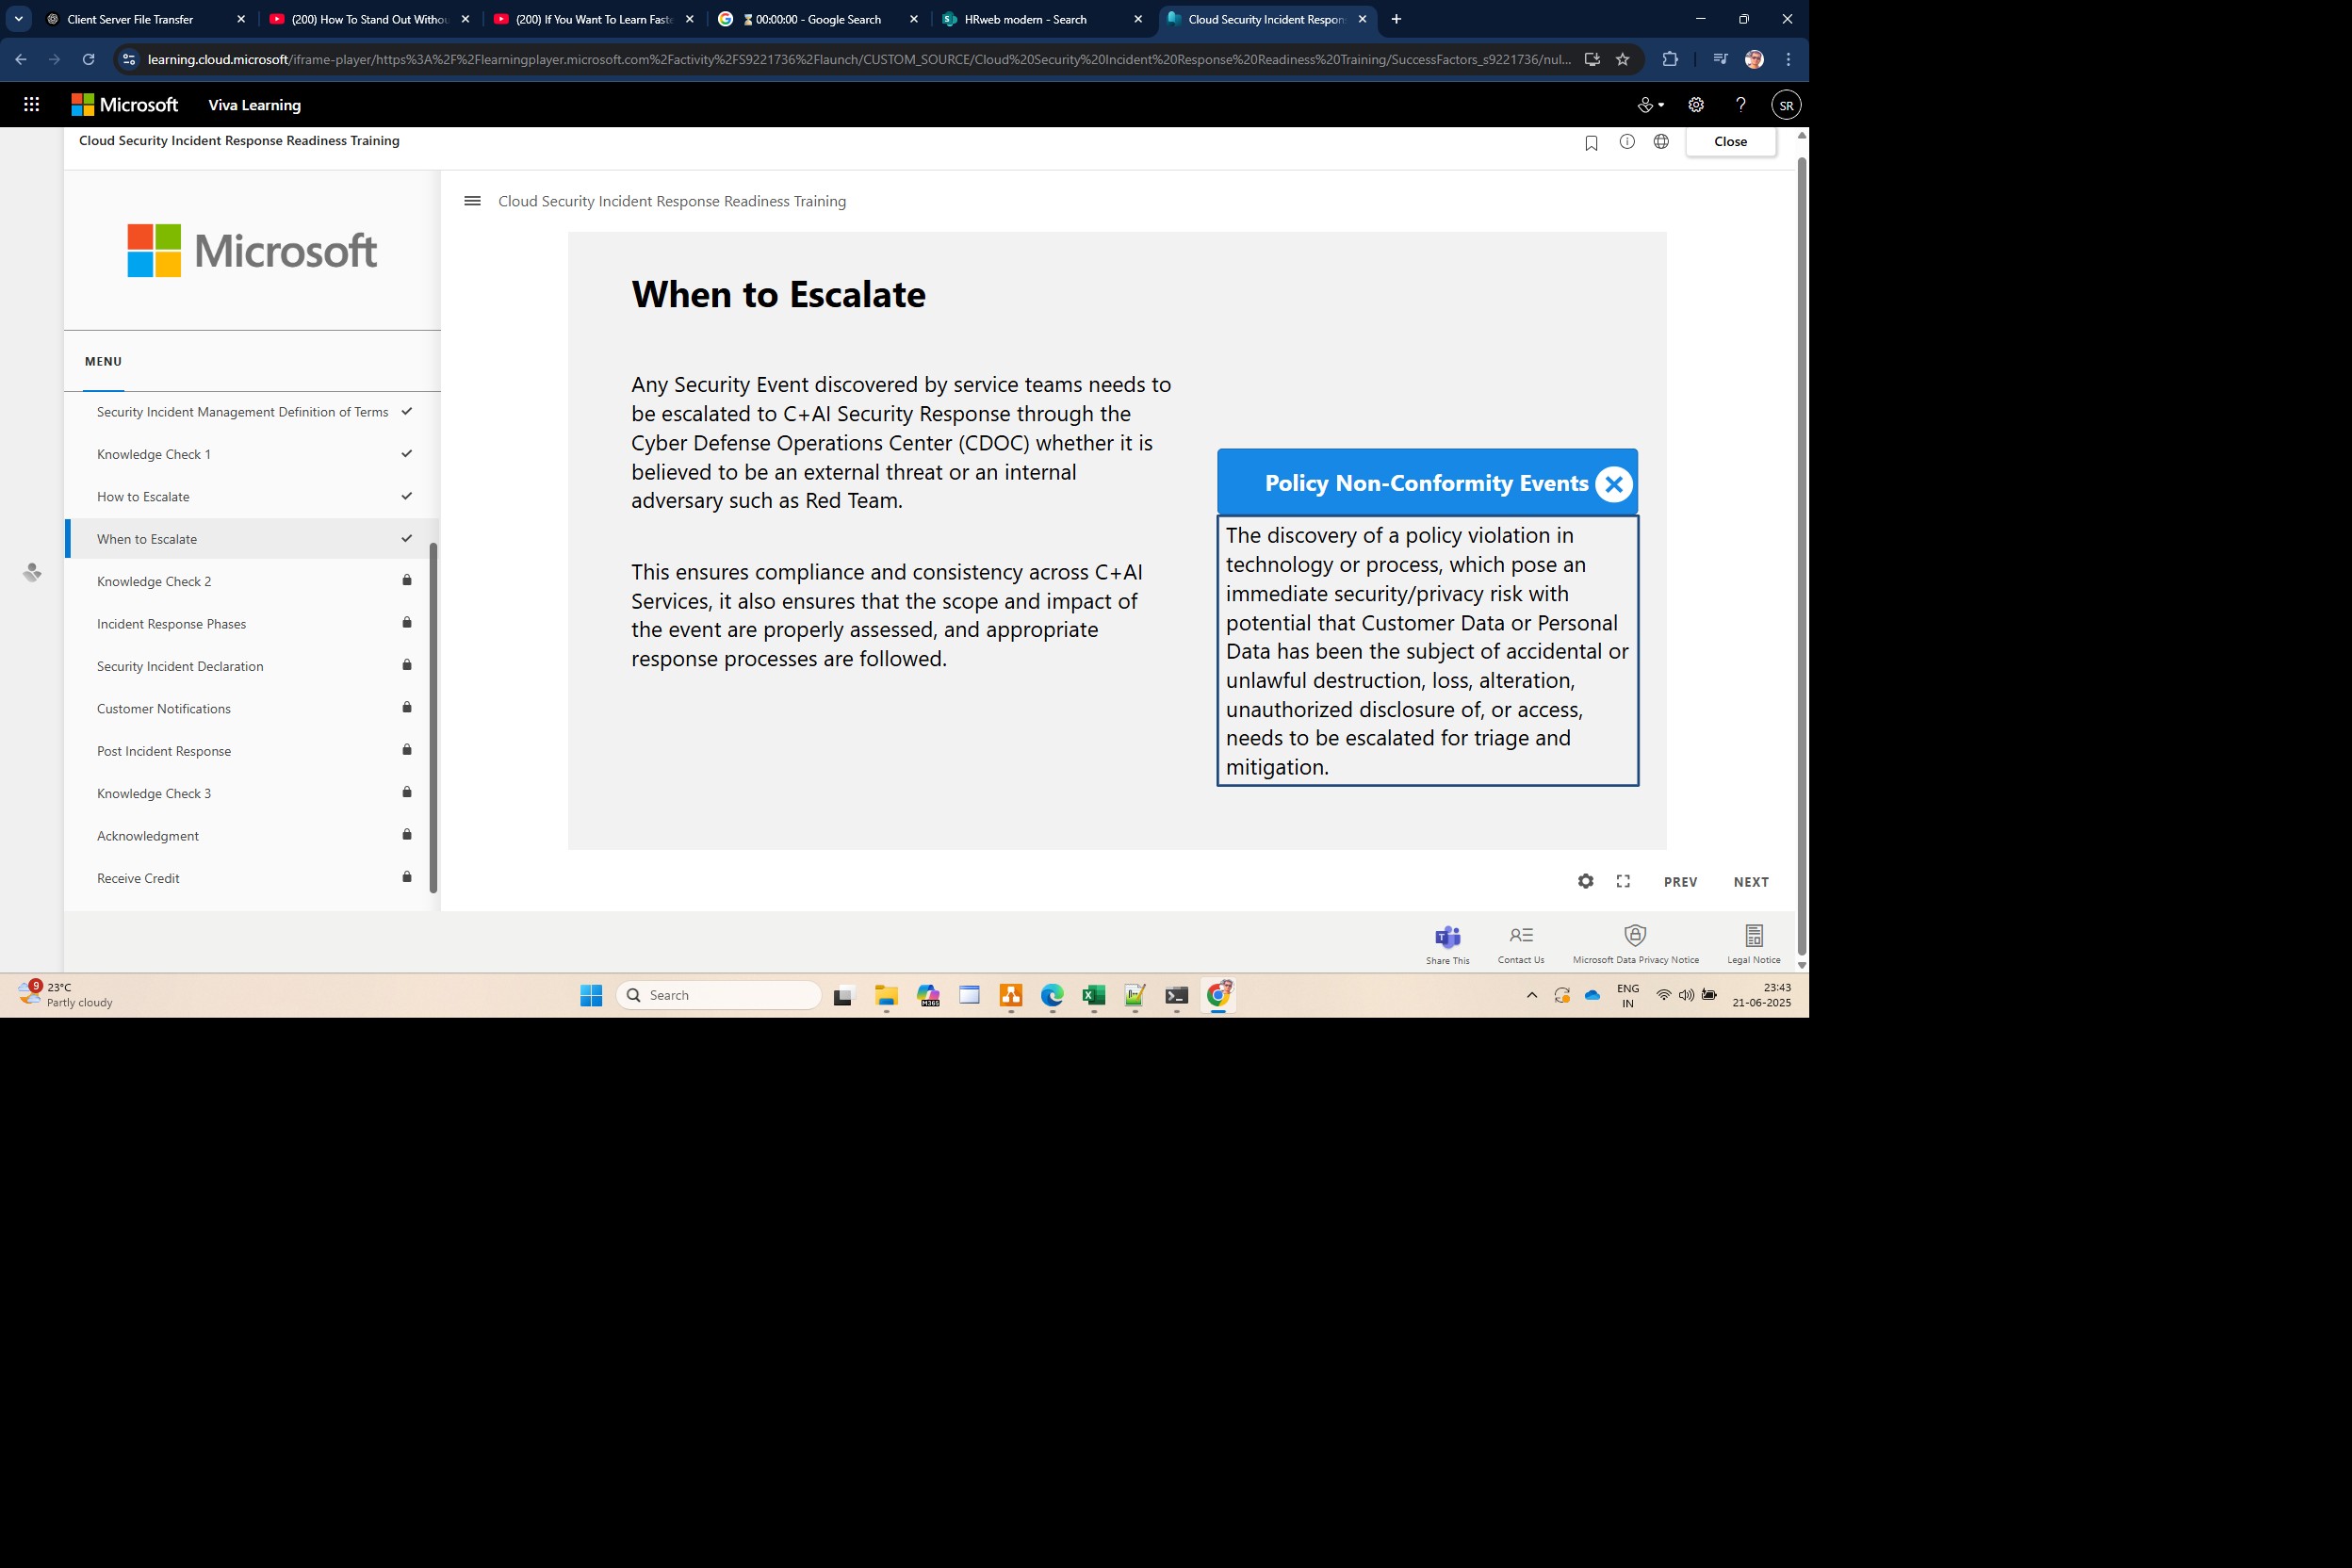 Client Server File Transfer
(200) How To Stand Out Withou
(200) If You Want To Learn Faste
00:00:00 - Google Search
HRweb modern - Search
Cloud Security Incident Respon
learning.cloud.microsoft/iframe-player/https%3A%2F%2Flearningplayer.microsoft.com%2Factivity%2FS9221736%2Flaunch/CUSTOM_SOURCE/Cloud%20Security%20Incident%20Response%20Readiness%20Training/SuccessFactors_s9221736/nul...
Microsoft
Viva Learning
?
SR
Cloud Security Incident Response Readiness Training
Close
Microsoft
Cloud Security Incident Response Readiness Training
MENU
Security Incident Management Definition of Terms
Knowledge Check 1
How to Escalate
When to Escalate
Knowledge Check 2
Incident Response Phases
Security Incident Declaration
Customer Notifications
Post Incident Response
Knowledge Check 3
Acknowledgment
Receive Credit
When to Escalate
Any Security Event discovered by service teams needs to
be escalated to C+AI Security Response through the
Cyber Defense Operations Center (CDOC) whether it is
believed to be an external threat or an internal
adversary such as Red Team.
This ensures compliance and consistency across C+AI
Services, it also ensures that the scope and impact of
the event are properly assessed, and appropriate
response processes are followed.
Policy Non-Conformity Events
The discovery of a policy violation in
technology or process, which pose an
immediate security/privacy risk with
potential that Customer Data or Personal
Data has been the subject of accidental or
unlawful destruction, loss, alteration,
unauthorized disclosure of, or access,
needs to be escalated for triage and
mitigation.
PREV
NEXT
Share This
Contact Us
Microsoft Data Privacy Notice
Legal Notice
9
23°C
Partly cloudy
Search
M365
ENG
IN
23:43
21-06-2025